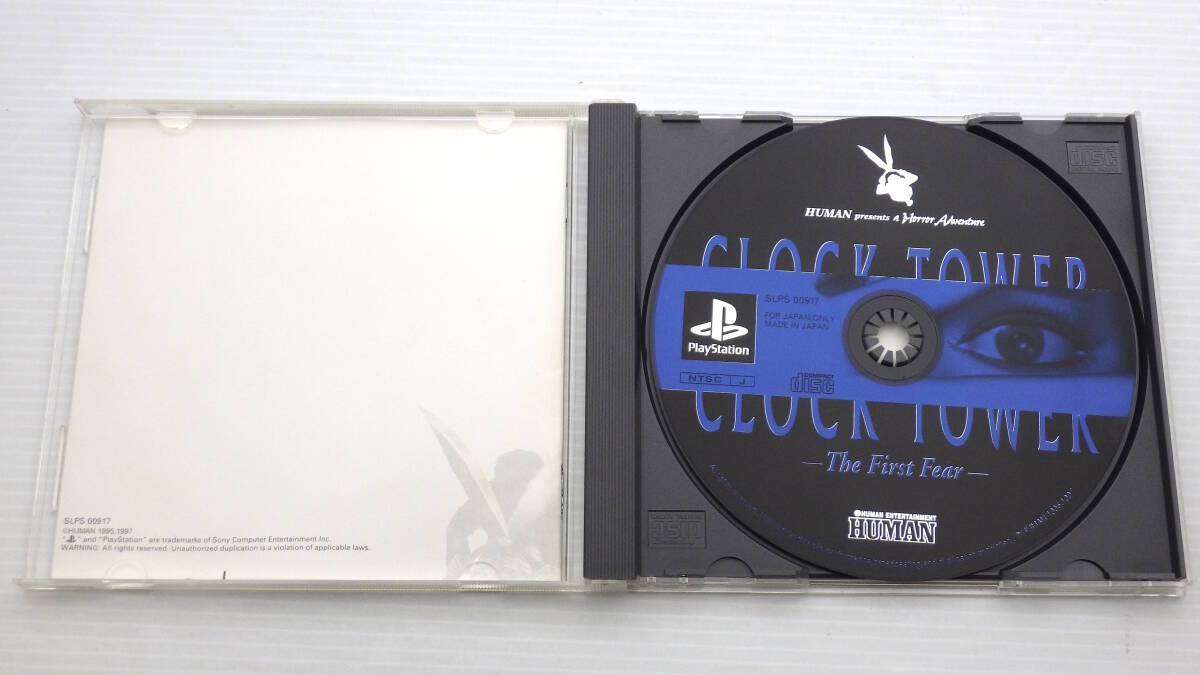 SLPS 00917
©HUMAN 1995,1997
" " and "PlayStation" are trademarks of Sony Computer Entertainment Inc.
WARNING: All rights reserved. Unauthorized duplication is a violation of applicable laws.
HUMAN presents a Horror Adventure
CLOCK TOWER
SLPS 00917
FOR JAPAN ONLY
MADE IN JAPAN
PlayStation
NTSC J
COMPACT
disc
CLOCK TOWER
—The First Fear—
HUMAN ENTERTAINMENT
HUMAN
disc
disc